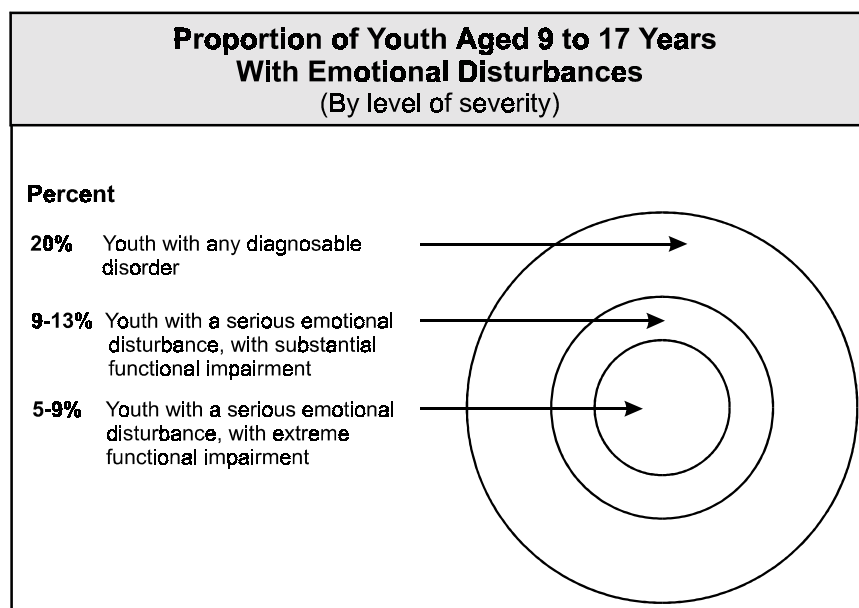 Proportion of Youth Aged 9 to 17 Years
With Emotional Disturbances
(By level of severity)
Percent
20% Youth with any diagnosable
disorder
9-13% Youth with a serious emotional
disturbance, with substantial
functional impairment
5-9% Youth with a serious emotional
disturbance, with extreme
functional impairment